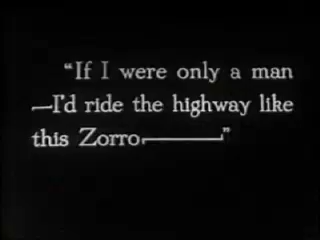 “If I were only a man
—I'd ride the highway like
this Zorro———”